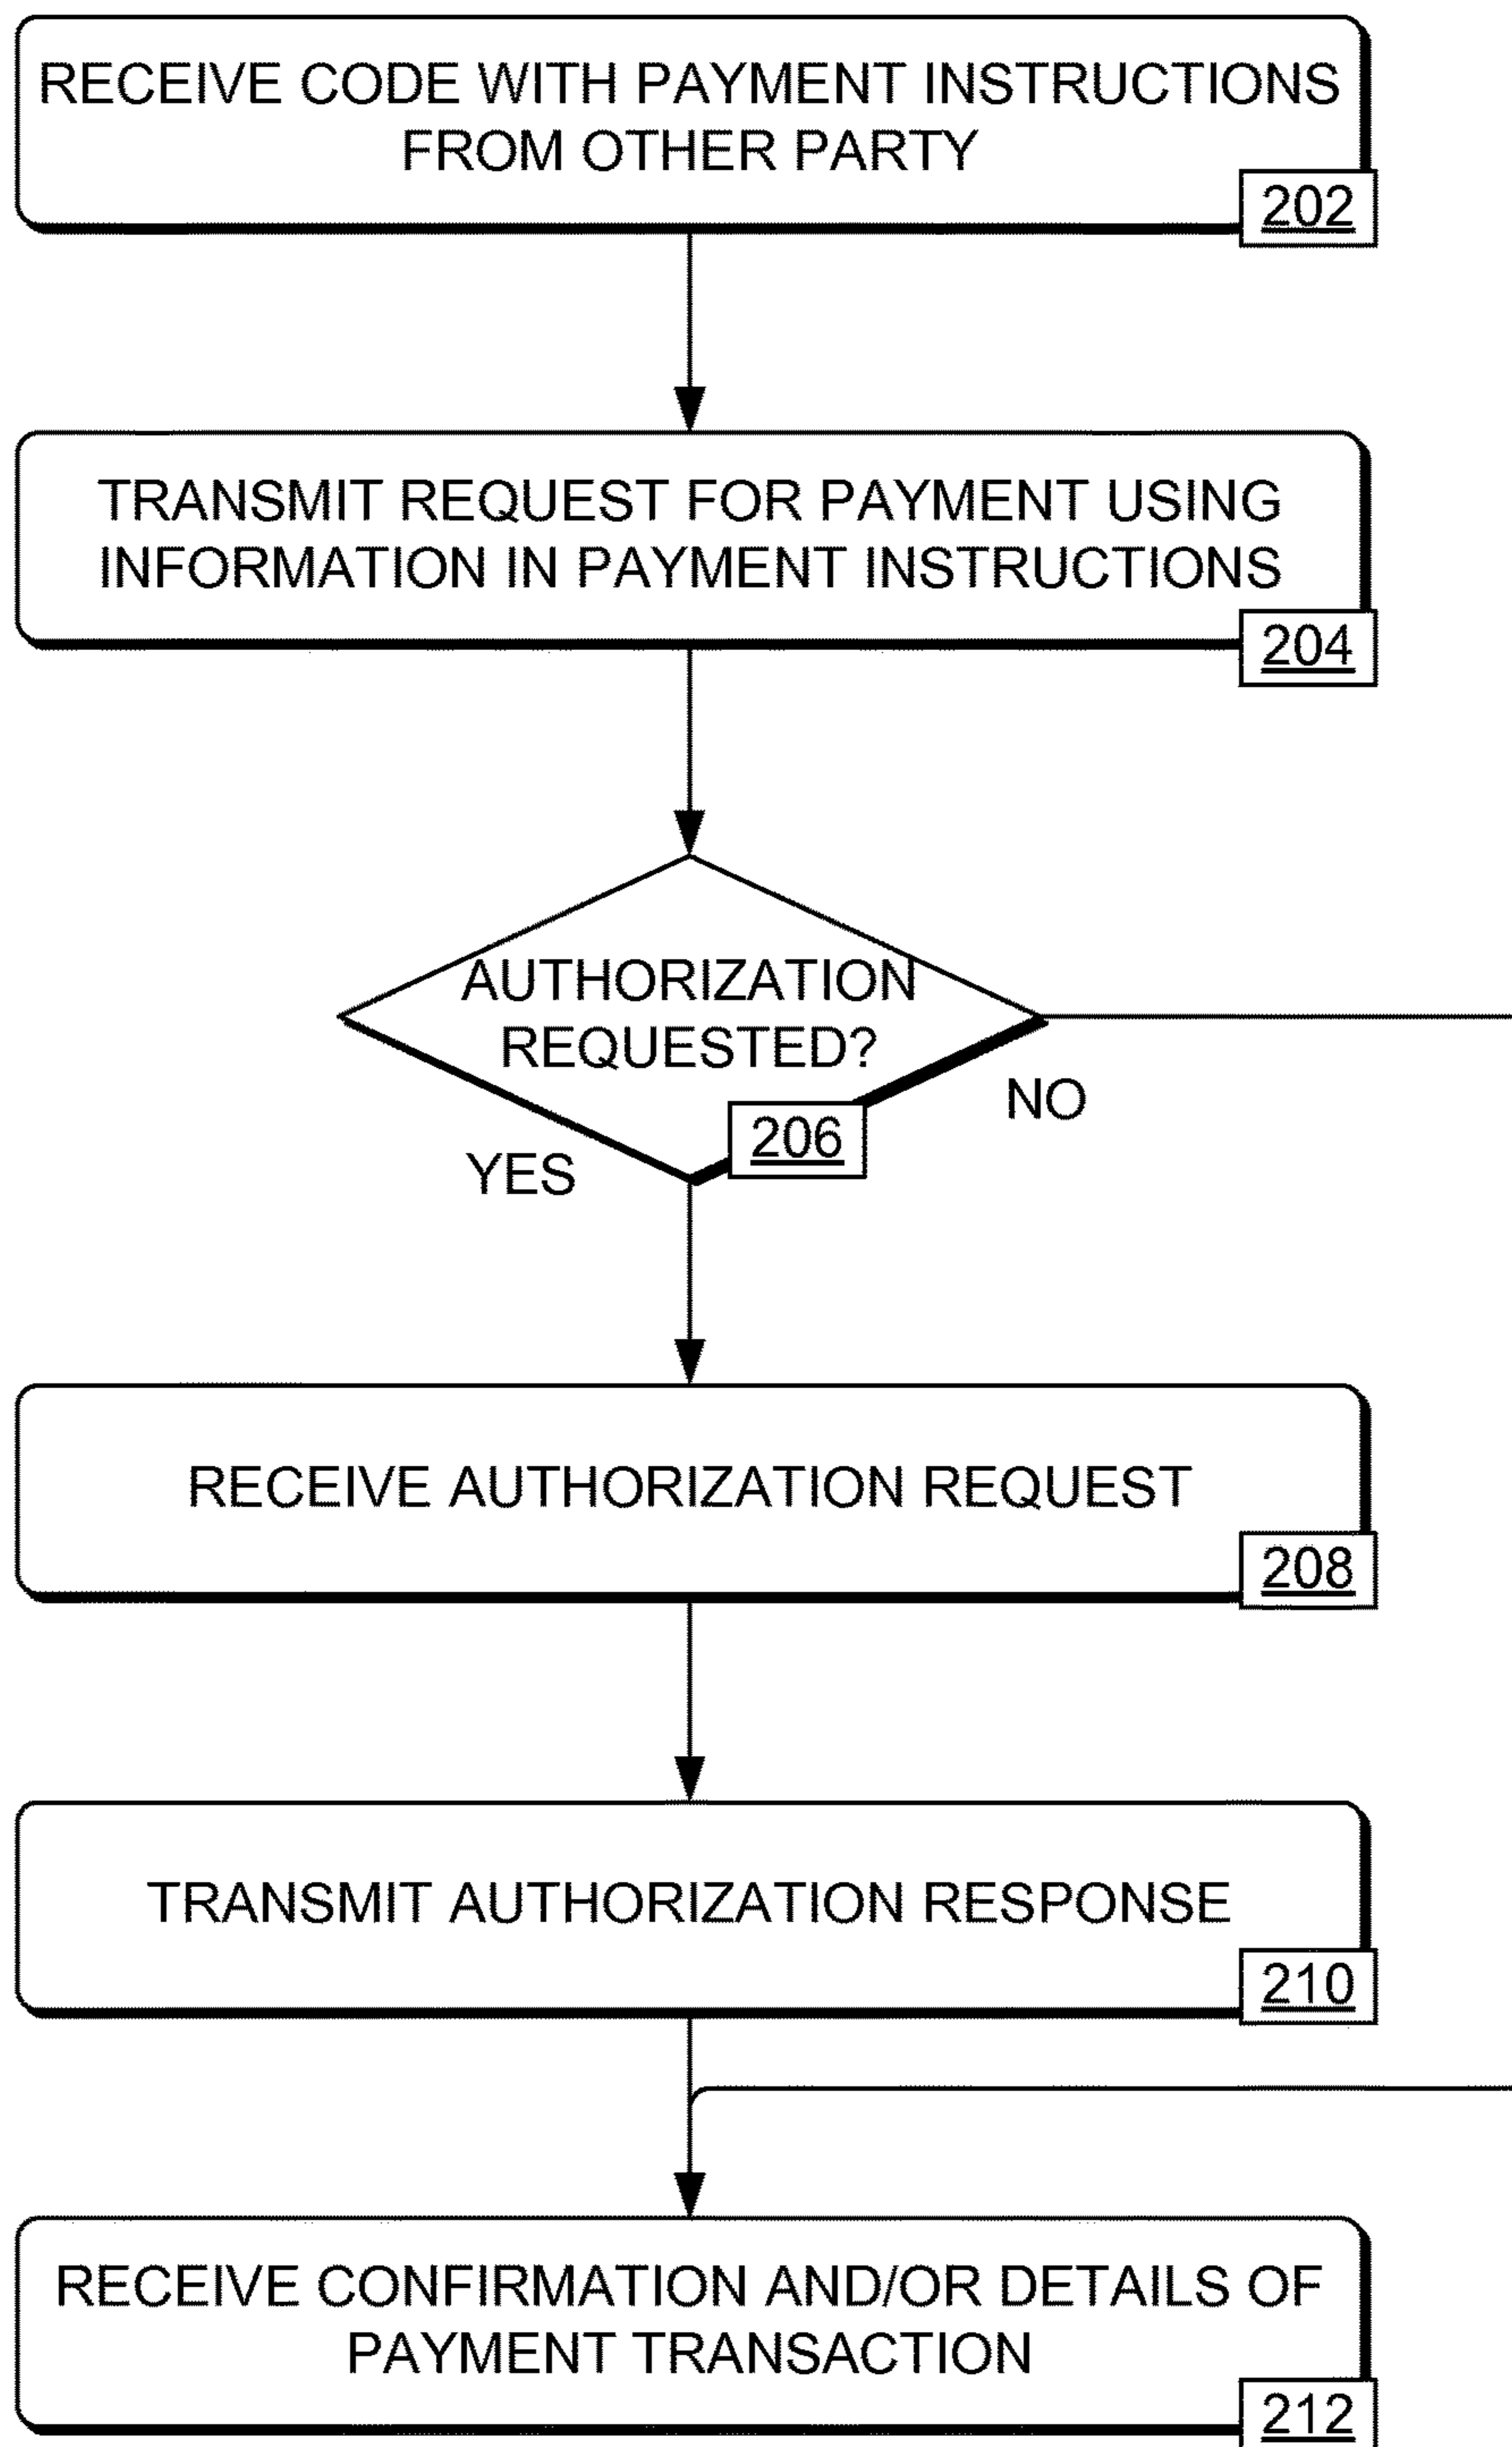 RECEIVE CODE WITH PAYMENT INSTRUCTIONS
FROM OTHER PARTY
202
TRANSMIT REQUEST FOR PAYMENT USING
INFORMATION IN PAYMENT INSTRUCTIONS
204
AUTHORIZATION
REQUESTED?
206
NO
YES
RECEIVE AUTHORIZATION REQUEST
208
TRANSMIT AUTHORIZATION RESPONSE
210
RECEIVE CONFIRMATION AND/OR DETAILS OF
PAYMENT TRANSACTION
212